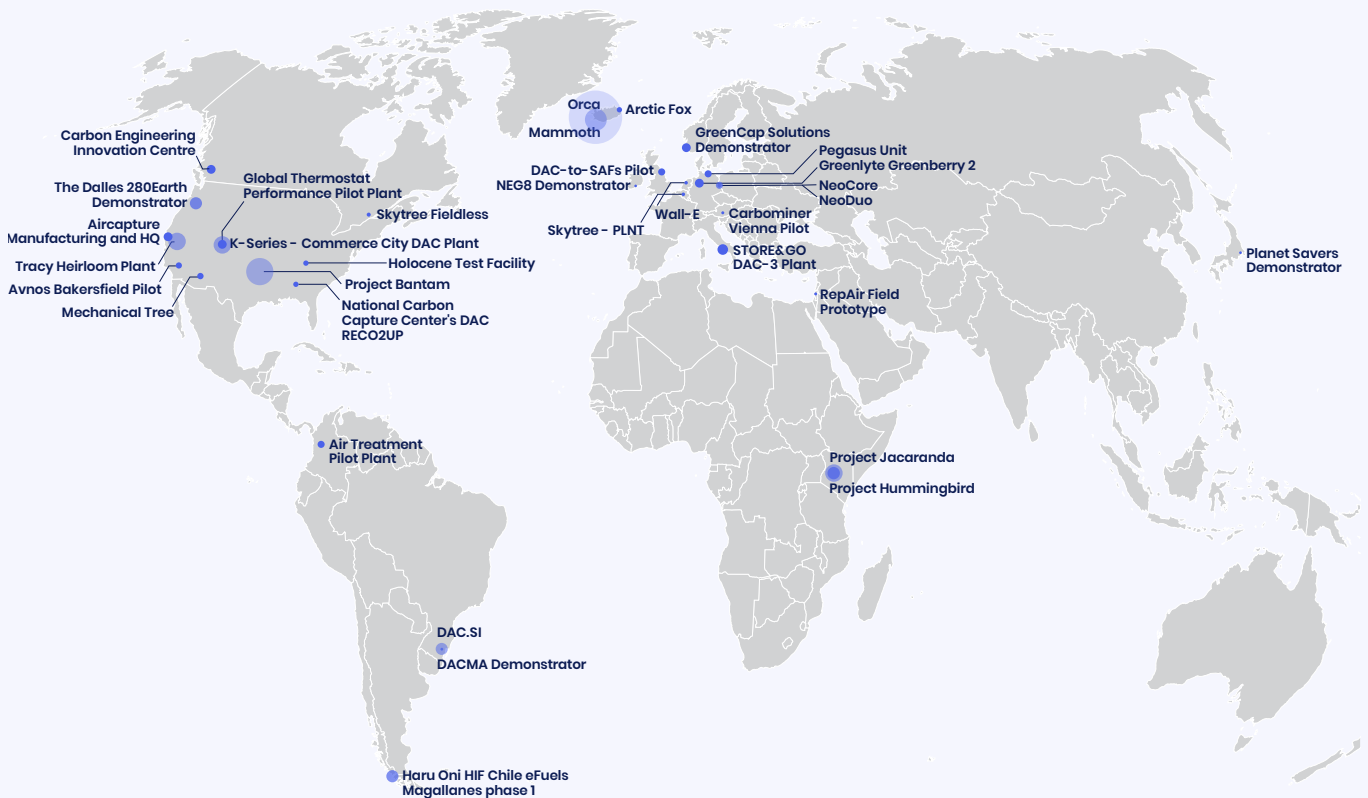 Orca
Mammoth
Arctic Fox
Carbon Engineering
Innovation Centre
GreenCap Solutions
Demonstrator
Pegasus Unit
Greenlyte Greenberry 2
DAC-to-SAFs Pilot
NEG8 Demonstrator
NeoCore
NeoDuo
Global Thermostat
Performance Pilot Plant
The Dalles 280Earth
Demonstrator
Skytree Fieldless
Wall-E
Carbominer
Vienna Pilot
Skytree - PLNT
Aircapture
Manufacturing and HQ
K-Series - Commerce City DAC Plant
STORE&GO
DAC-3 Plant
Planet Savers
Demonstrator
Tracy Heirloom Plant
Holocene Test Facility
Avnos Bakersfield Pilot
Project Bantam
RepAir Field
Prototype
Mechanical Tree
National Carbon
Capture Center's DAC
RECO2UP
Air Treatment
Pilot Plant
Project Jacaranda
Project Hummingbird
DAC.SI
DACMA Demonstrator
Haru Oni HIF Chile eFuels
Magallanes phase 1